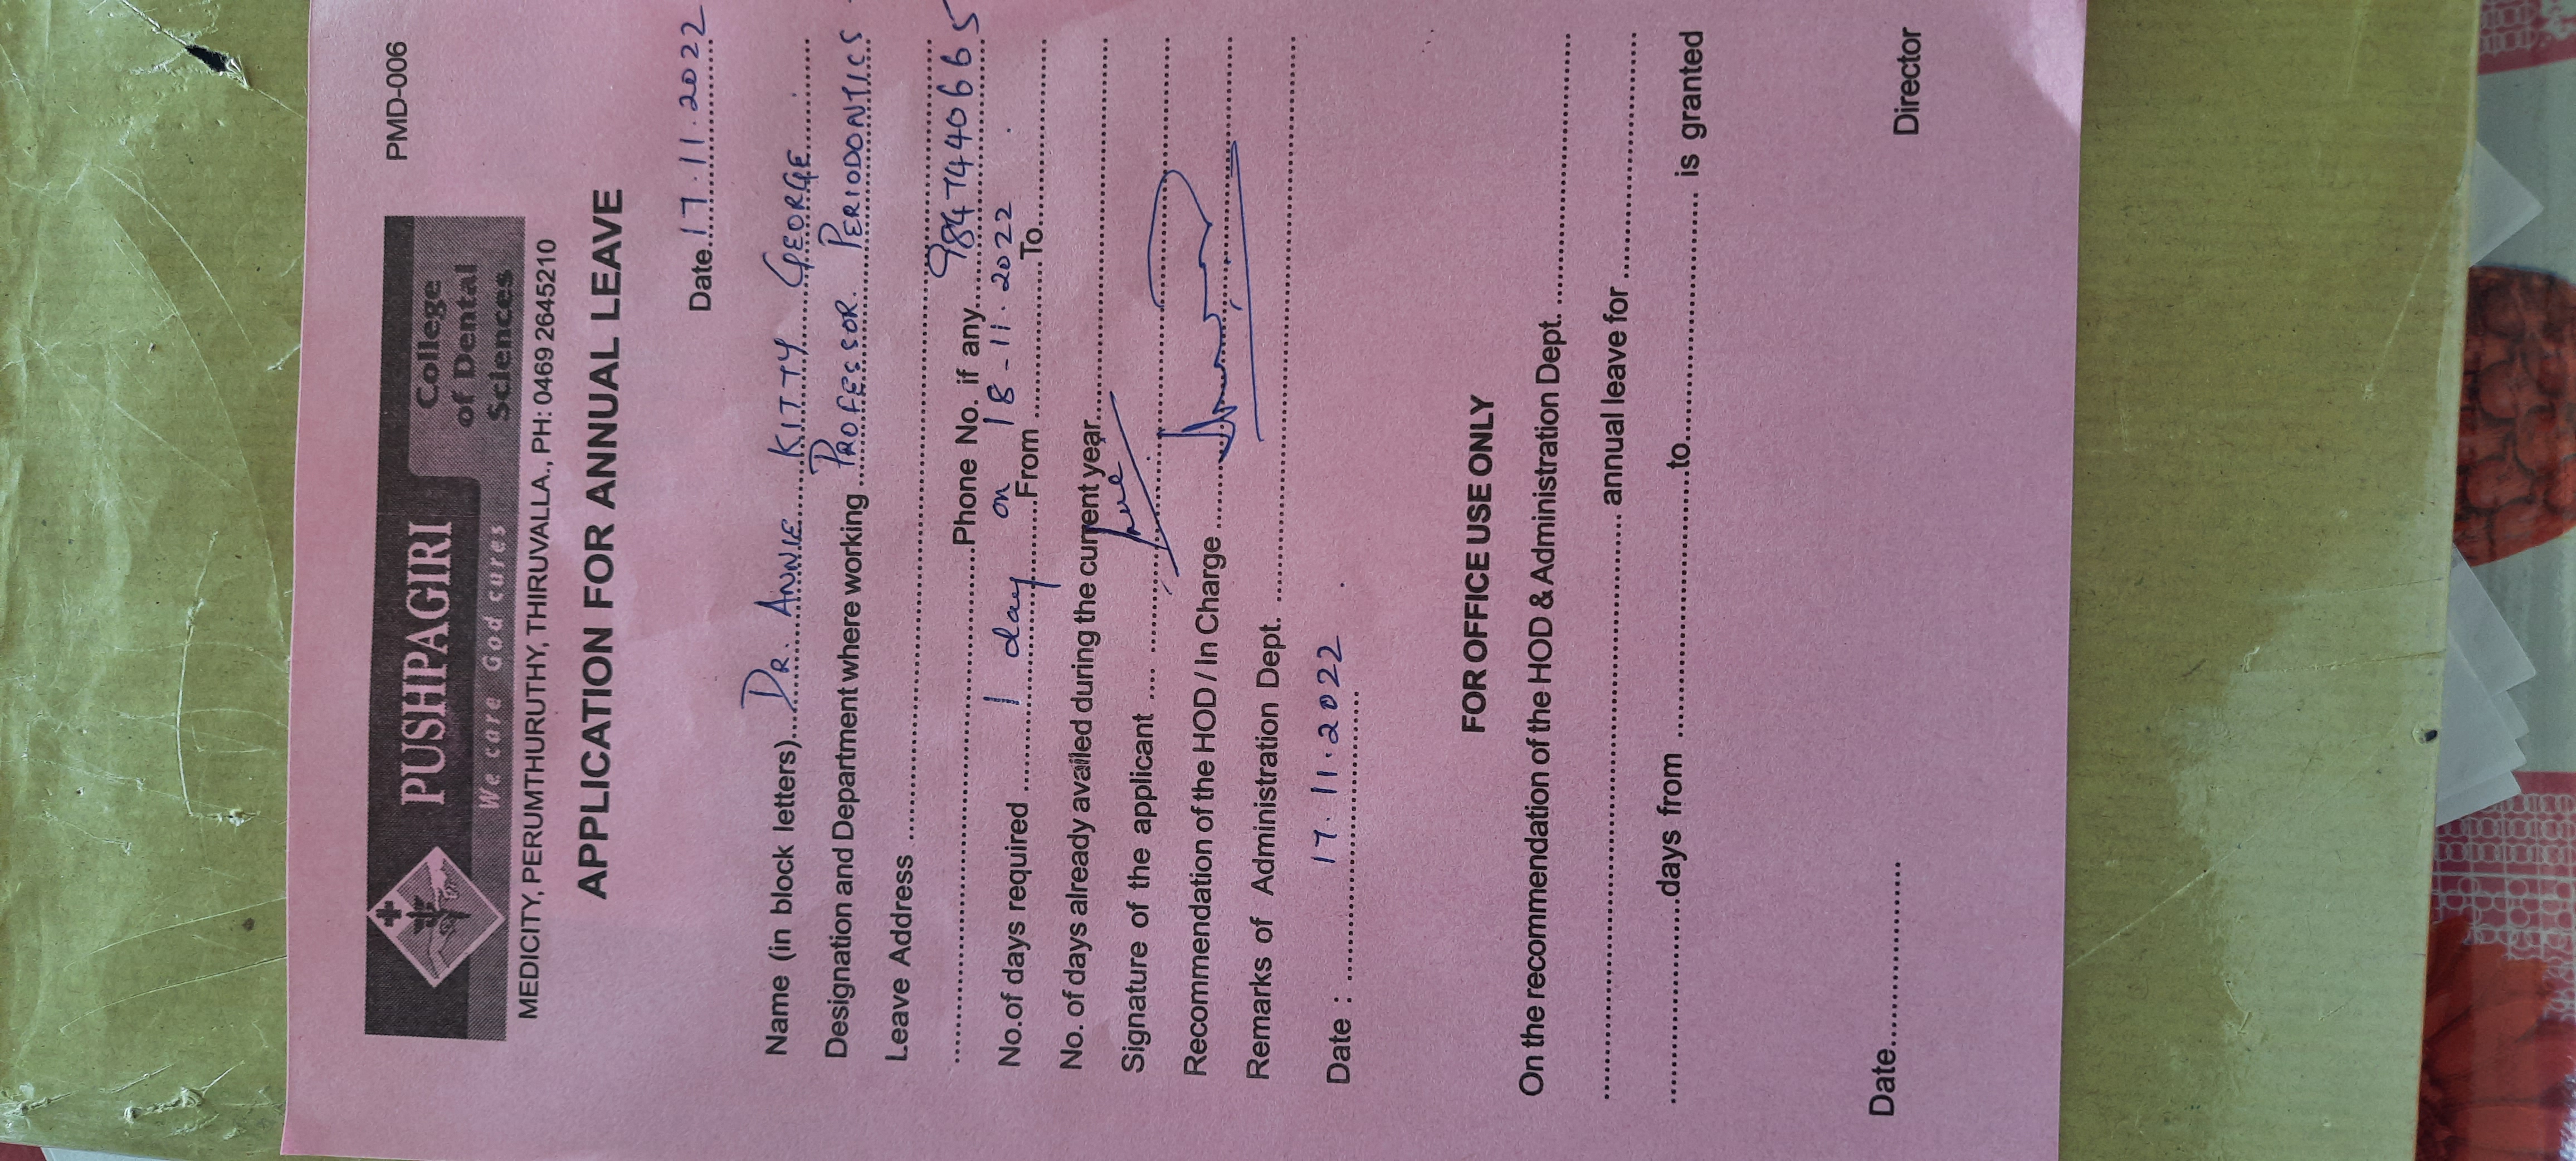 PMD-006
PUSHPAGIRI
We care God cures
College
of Dental
Sciences
MEDICITY, PERUMTHURUTHY, THIRUVALLA., PH: 0469 2645210
APPLICATION FOR ANNUAL LEAVE
Date 17.11.2022
Name (in block letters) DR. ANNIE KITTY GEORGE
Designation and Department where working PROFESSOR. PERIODONTICS
Leave Address
Phone No. if any 9847440665
No.of days required 1 day on From 18-11.2022 To
No. of days already availed during the current year
Signature of the applicant
Recommendation of the HOD / In Charge
Remarks of Administration Dept.
Date : 17.11.2022
FOR OFFICE USE ONLY
On the recommendation of the HOD & Administration Dept.
annual leave for
days from to is granted
Date
Director